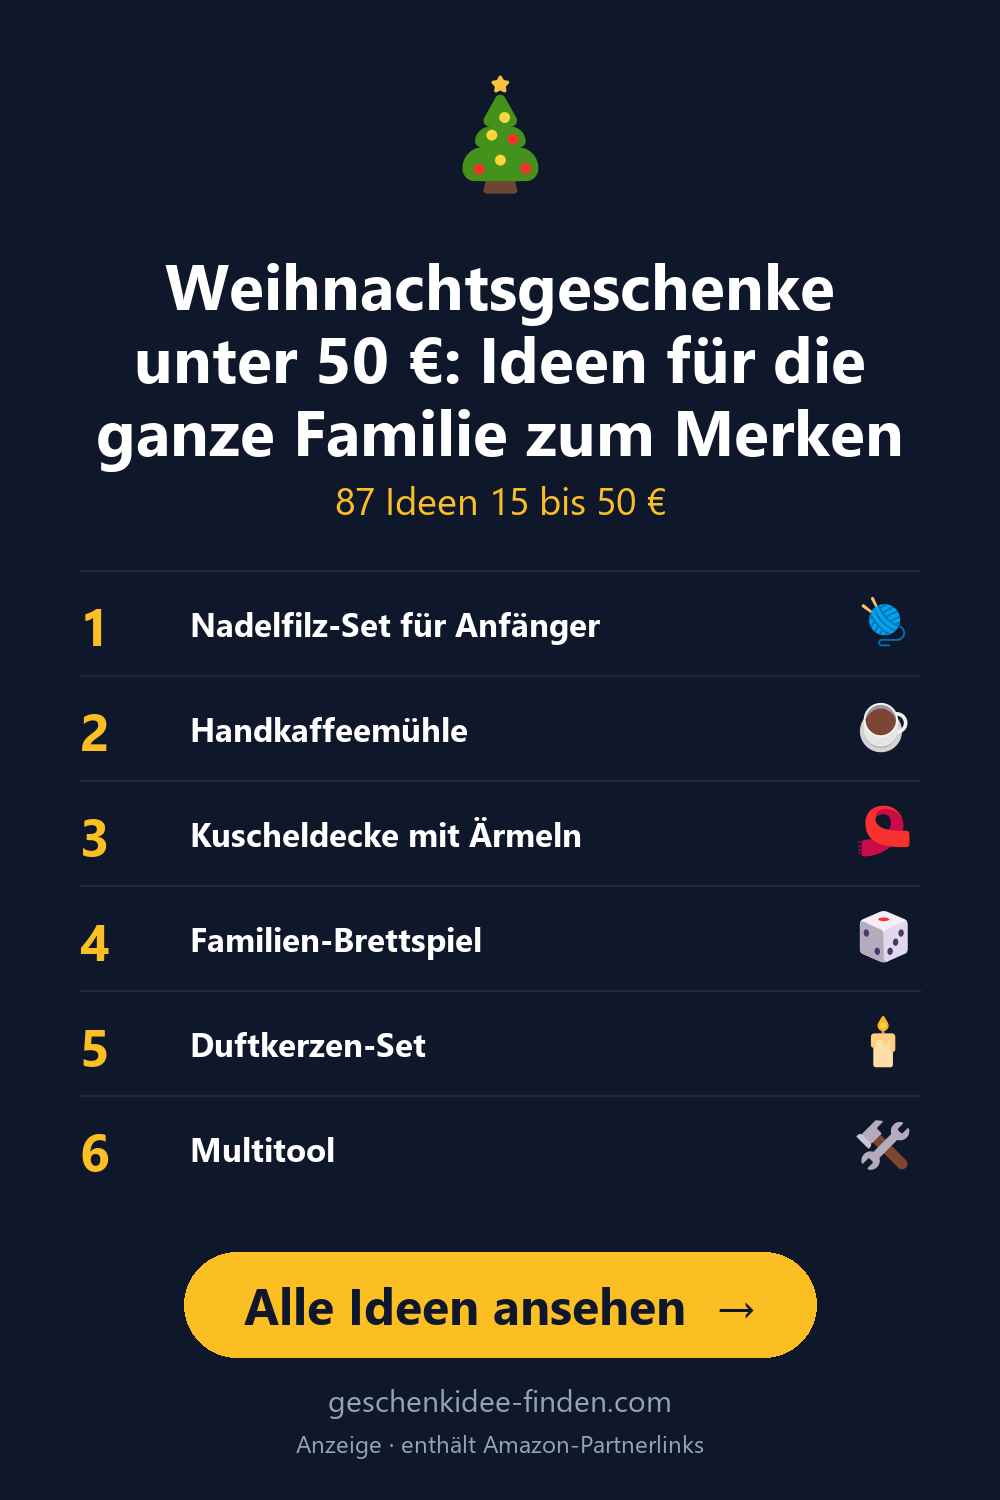 Weihnachtsgeschenke
unter 50 €: Ideen für die
ganze Familie zum Merken
87 Ideen 15 bis 50 €
1 Nadelfilz-Set für Anfänger
2 Handkaffeemühle
3 Kuscheldecke mit Ärmeln
4 Familien-Brettspiel
5 Duftkerzen-Set
6 Multitool
Alle Ideen ansehen →
geschenkidee-finden.com
Anzeige · enthält Amazon-Partnerlinks